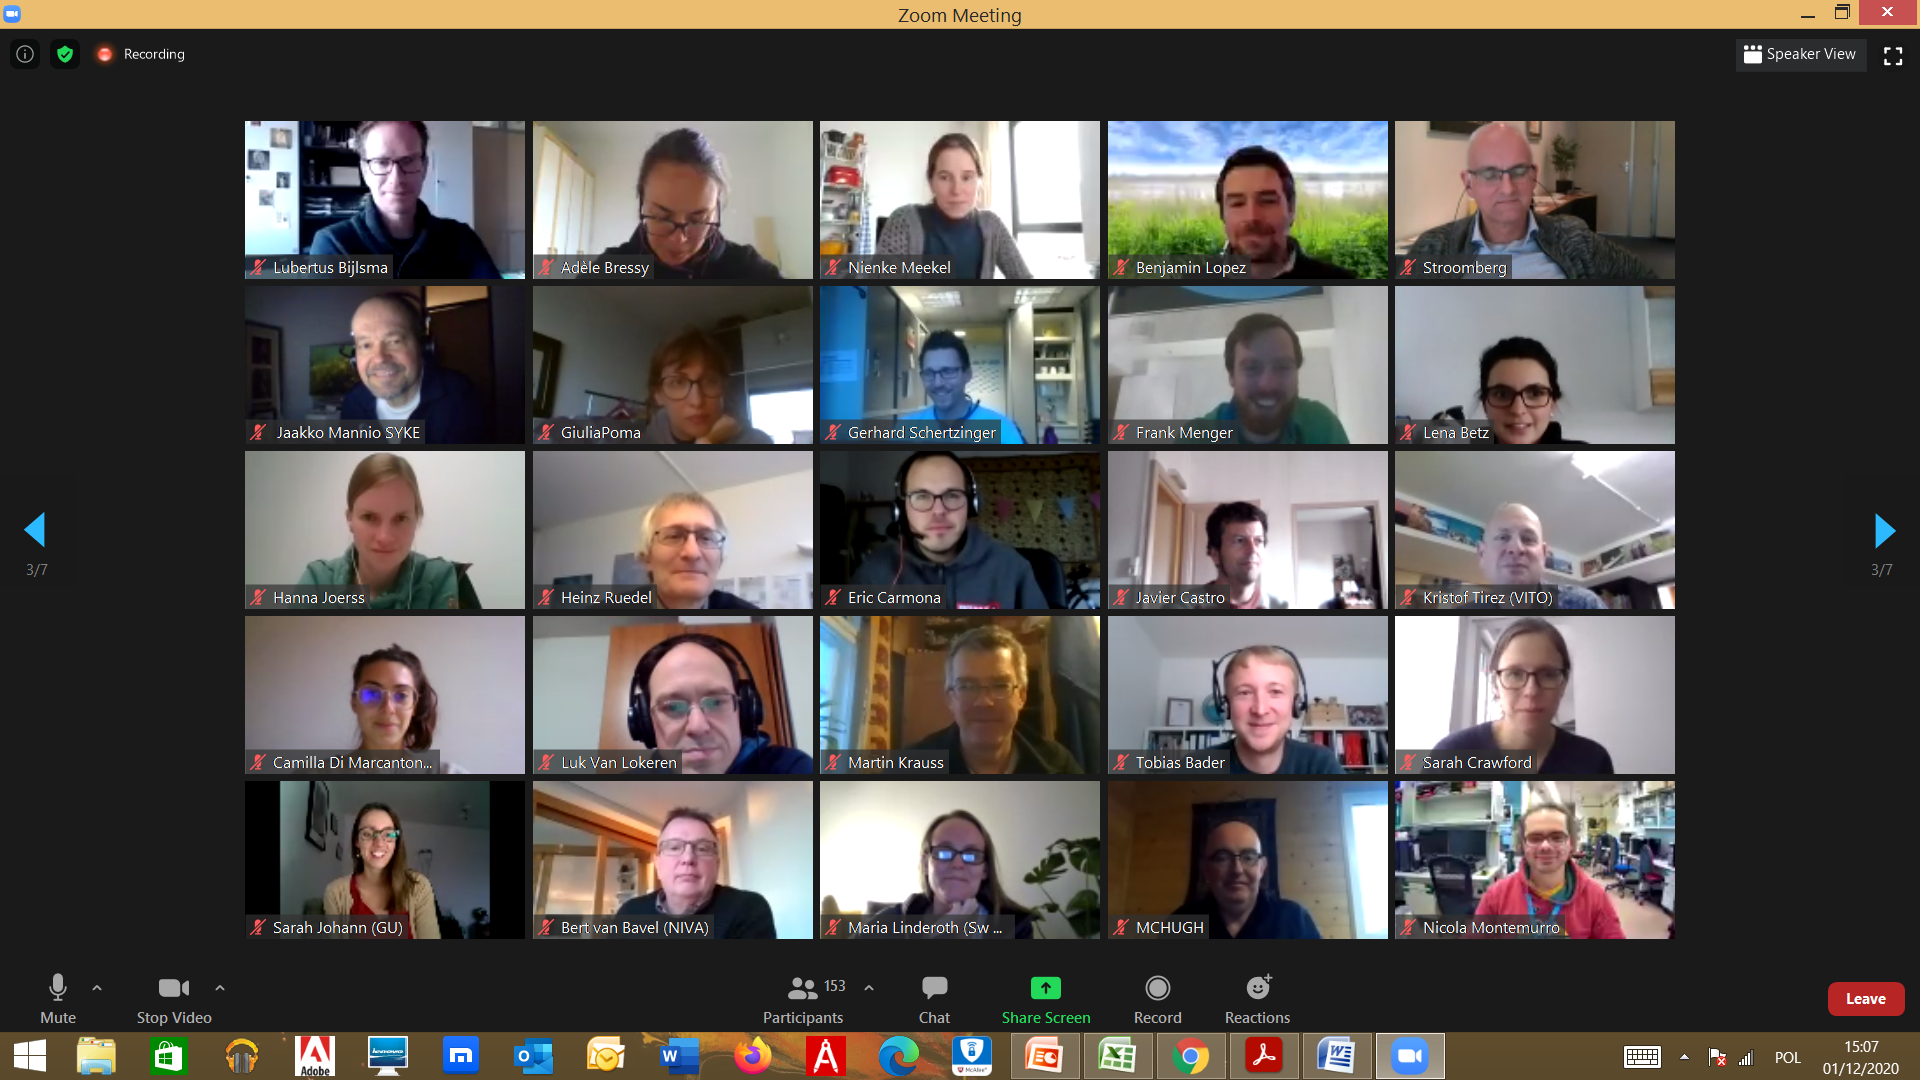 Zoom Meeting
Recording
Speaker View
Lubertus Bijlsma
Adèle Bressy
Nienke Meekel
Benjamin Lopez
Stroomberg
Jaakko Mannio SYKE
GiuliaPoma
Gerhard Schertzinger
Frank Menger
Lena Betz
Hanna Joerss
Heinz Ruedel
Eric Carmona
Javier Castro
Kristof Tirez (VITO)
3/7
3/7
Camilla Di Marcanton...
Luk Van Lokeren
Martin Krauss
Tobias Bader
Sarah Crawford
Sarah Johann (GU)
Bert van Bavel (NIVA)
Maria Linderoth (Sw ...
MCHUGH
Nicola Montemurro
Mute
Stop Video
153
Participants
Chat
Share Screen
Record
Reactions
Leave
Adobe
lenovo
McAfee
POL
15:07
01/12/2020